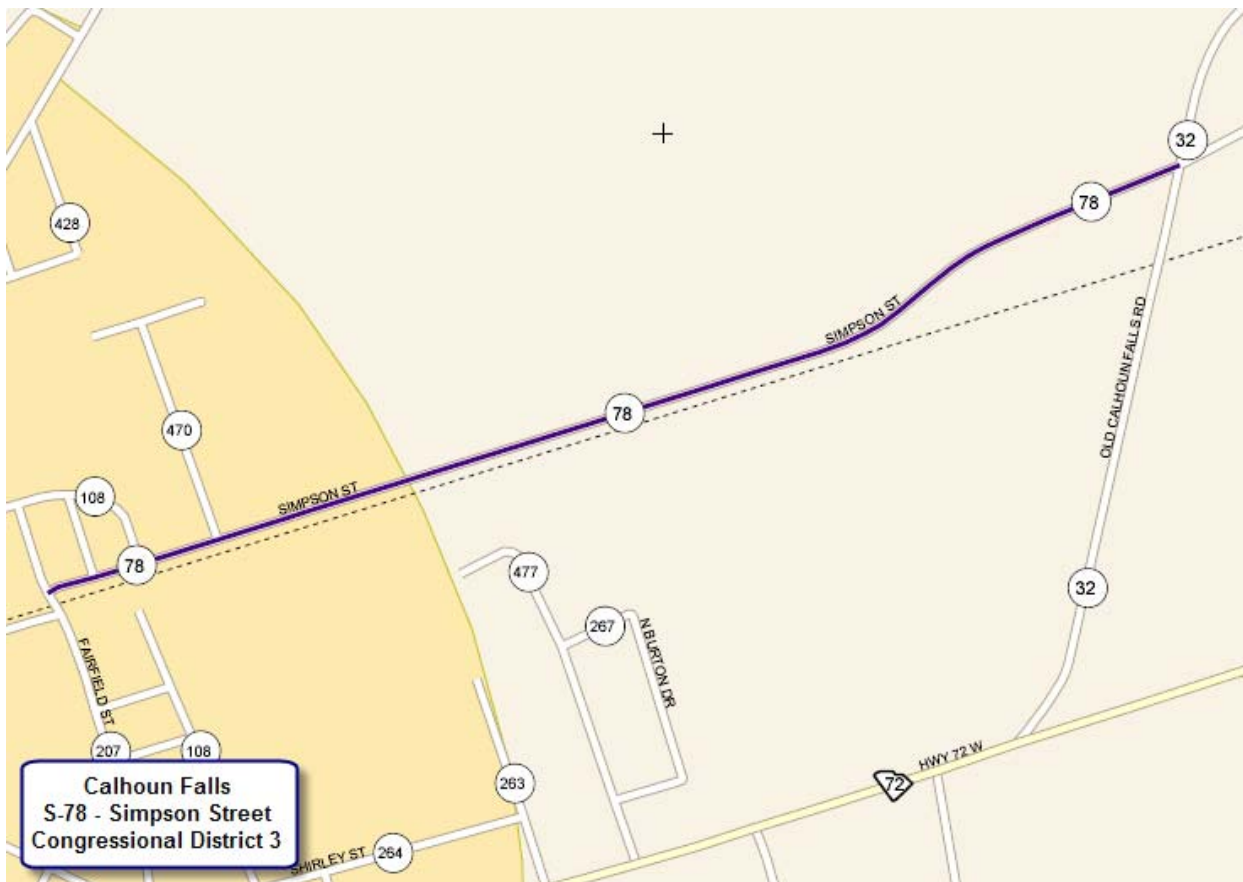 32
78
428
SIMPSON ST
OLD CALHOUN FALLS RD
78
470
108
SIMPSON ST
78
477
32
267
N BURTON DR
FAIRFIELD ST
207
108
HWY 72 W
72
263
264
SHIRLEY ST
Calhoun Falls
S-78 - Simpson Street
Congressional District 3